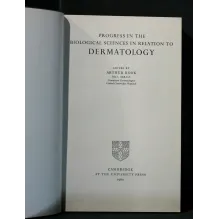 PROGRESS IN THE
BIOLOGICAL SCIENCES IN RELATION TO
DERMATOLOGY
EDITED BY
ARTHUR ROOK
CAMBRIDGE
AT THE UNIVERSITY PRESS